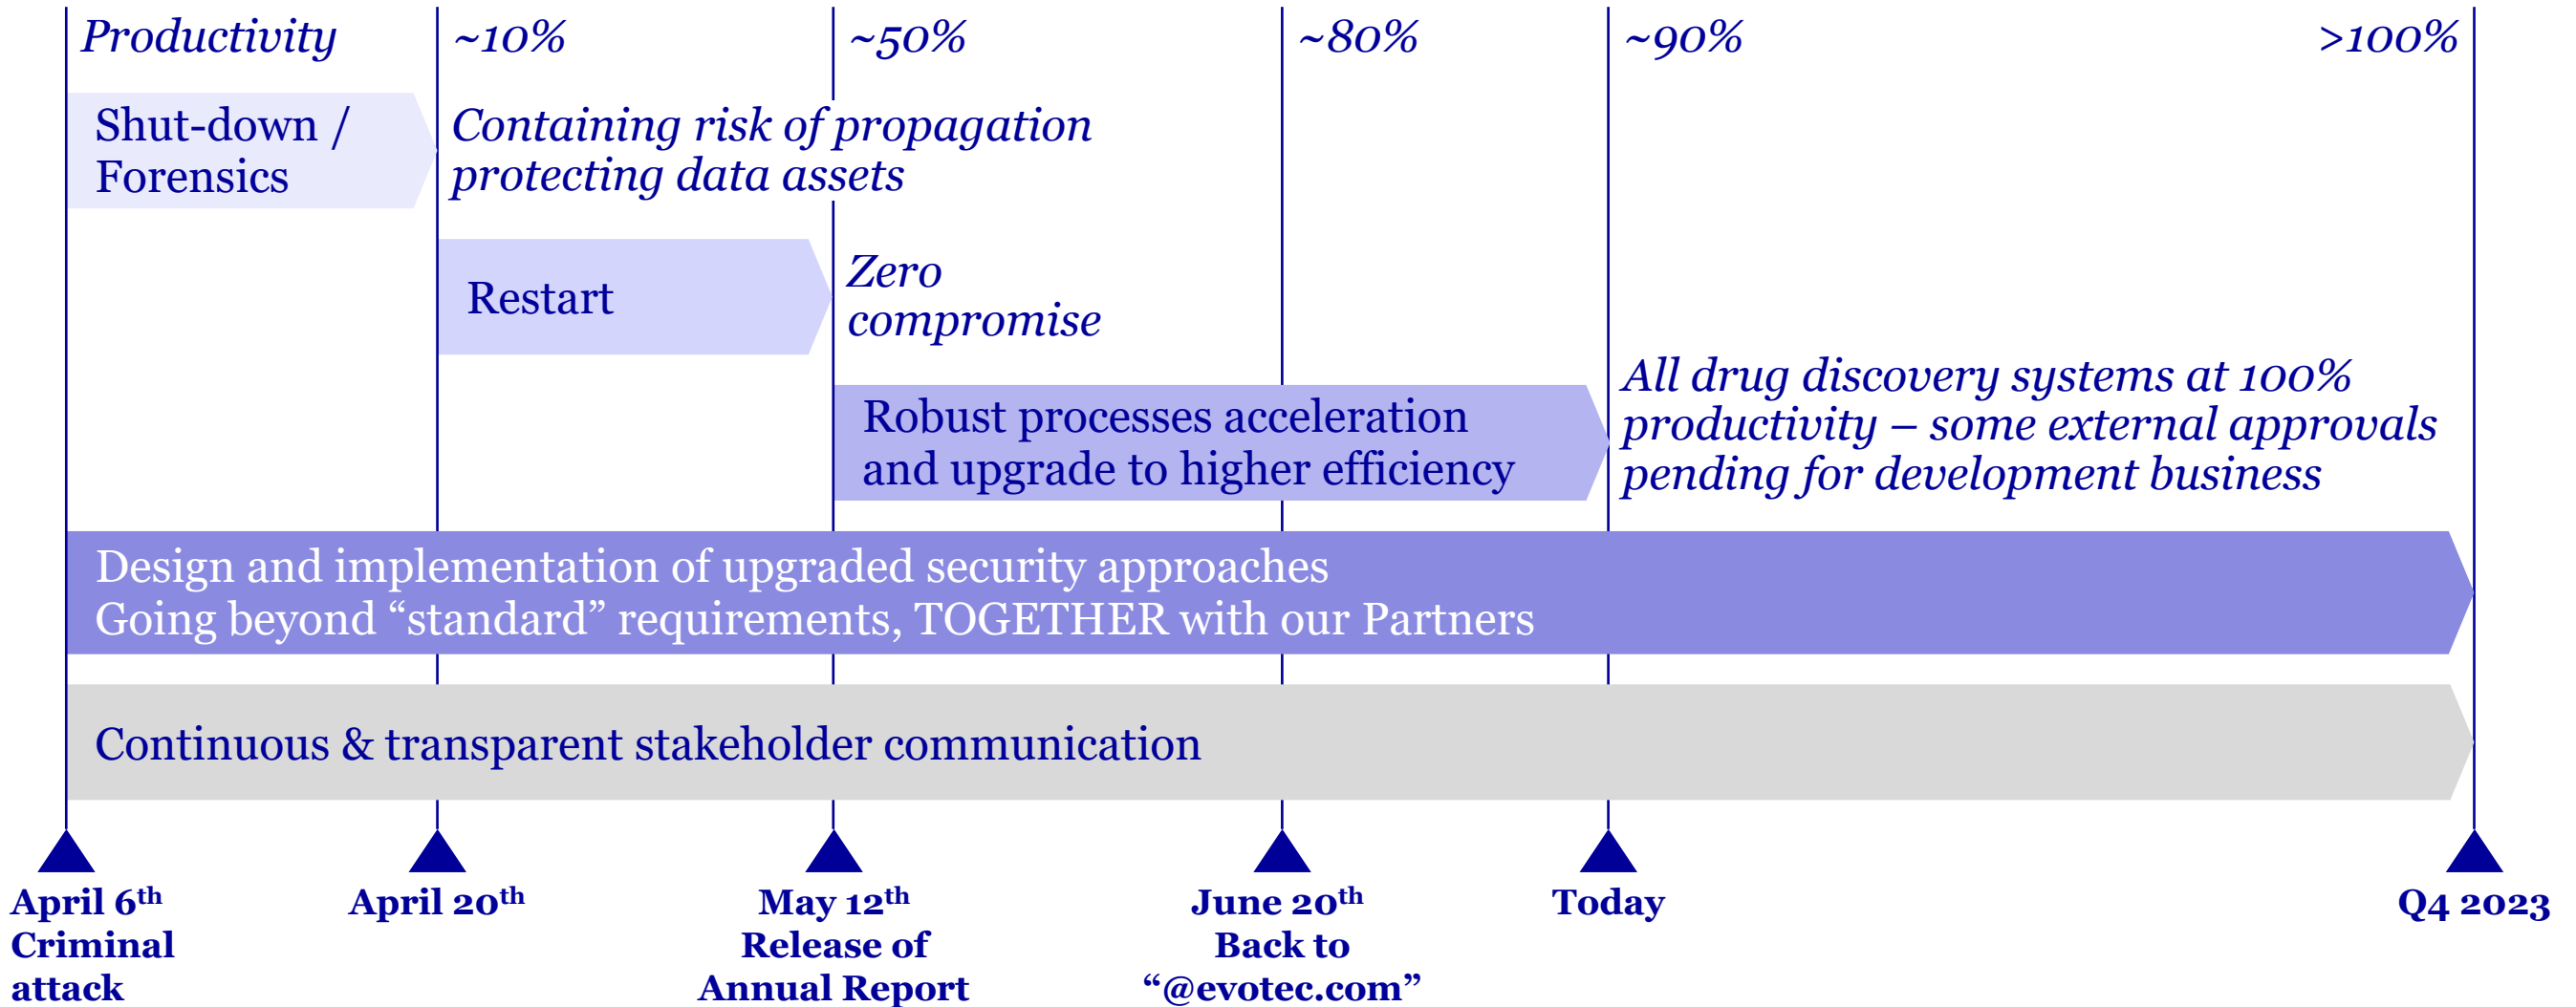 Productivity
~10%
~50%
~80%
~90%
>100%
Shut-down /
Forensics
Containing risk of propagation
protecting data assets
Restart
Zero
compromise
Robust processes acceleration
and upgrade to higher efficiency
All drug discovery systems at 100%
productivity – some external approvals
pending for development business
Design and implementation of upgraded security approaches
Going beyond “standard” requirements, TOGETHER with our Partners
Continuous & transparent stakeholder communication
April 6th
Criminal
attack
April 20th
May 12th
Release of
Annual Report
June 20th
Back to
“@evotec.com”
Today
Q4 2023